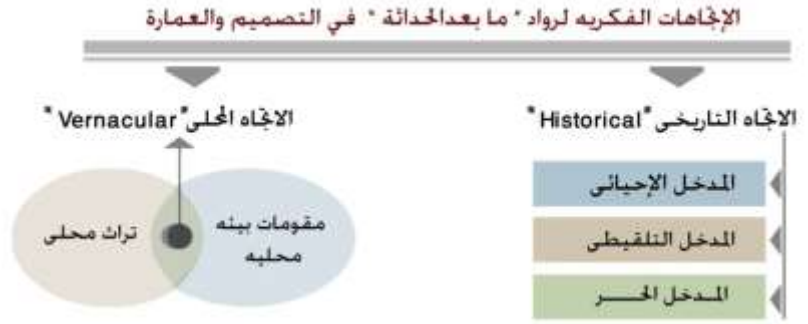 الإتجاهات الفكريه لرواد " ما بعدالحداثة " في التصميم والعمارة
الاتجاه التاريخى "Historical"
المدخل الإحيائى
المدخل التلقيطى
المدخل الحـــــر
الاتجاه المحلى "Vernacular"
مقومات بيئه
محليه
تراث محلى